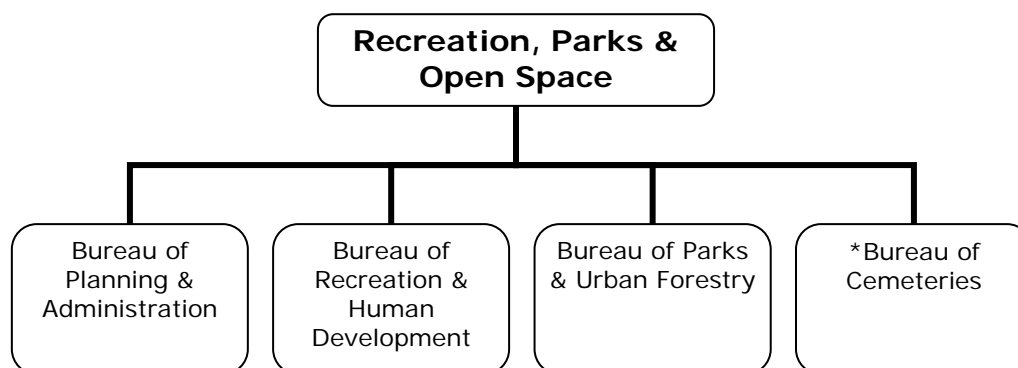 Recreation, Parks &
Open Space
Bureau of
Planning &
Administration
Bureau of
Recreation &
Human
Development
Bureau of Parks
& Urban Forestry
*Bureau of
Cemeteries